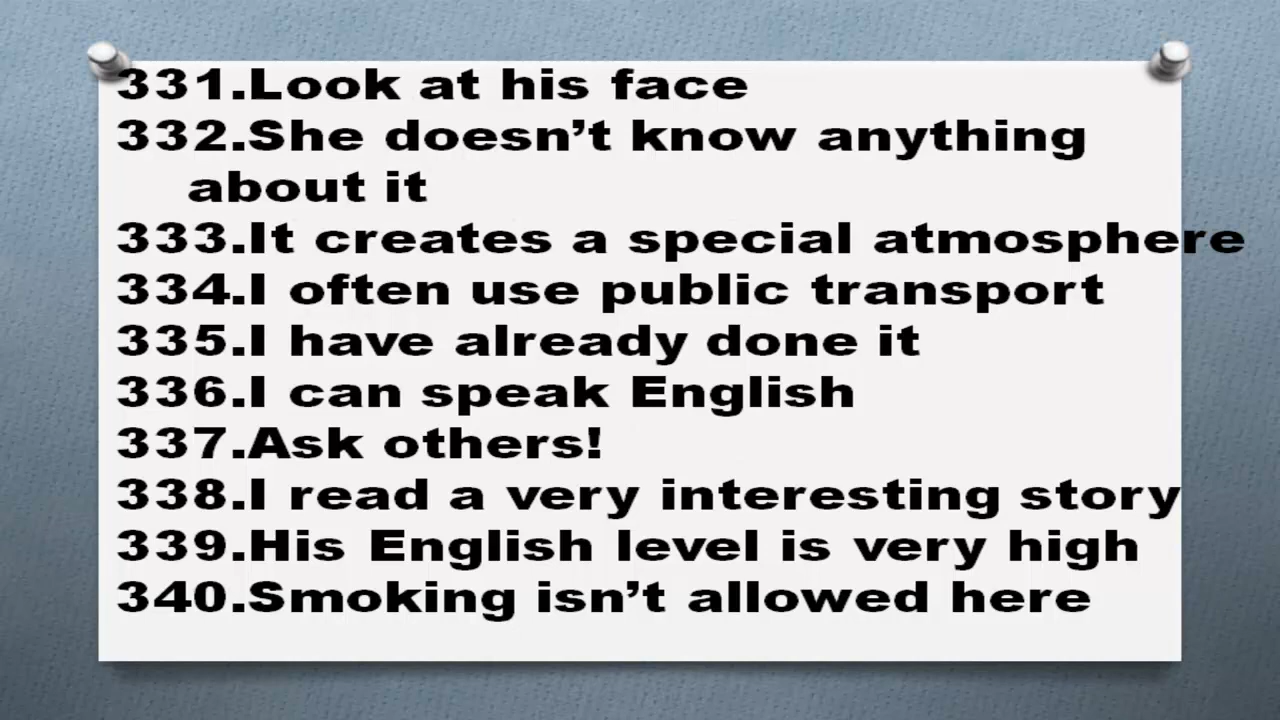 331.Look at his face
332.She doesn’t know anything
about it
333.It creates a special atmosphere
334.I often use public transport
335.I have already done it
336.I can speak English
337.Ask others!
338.I read a very interesting story
339.His English level is very high
340.Smoking isn’t allowed here